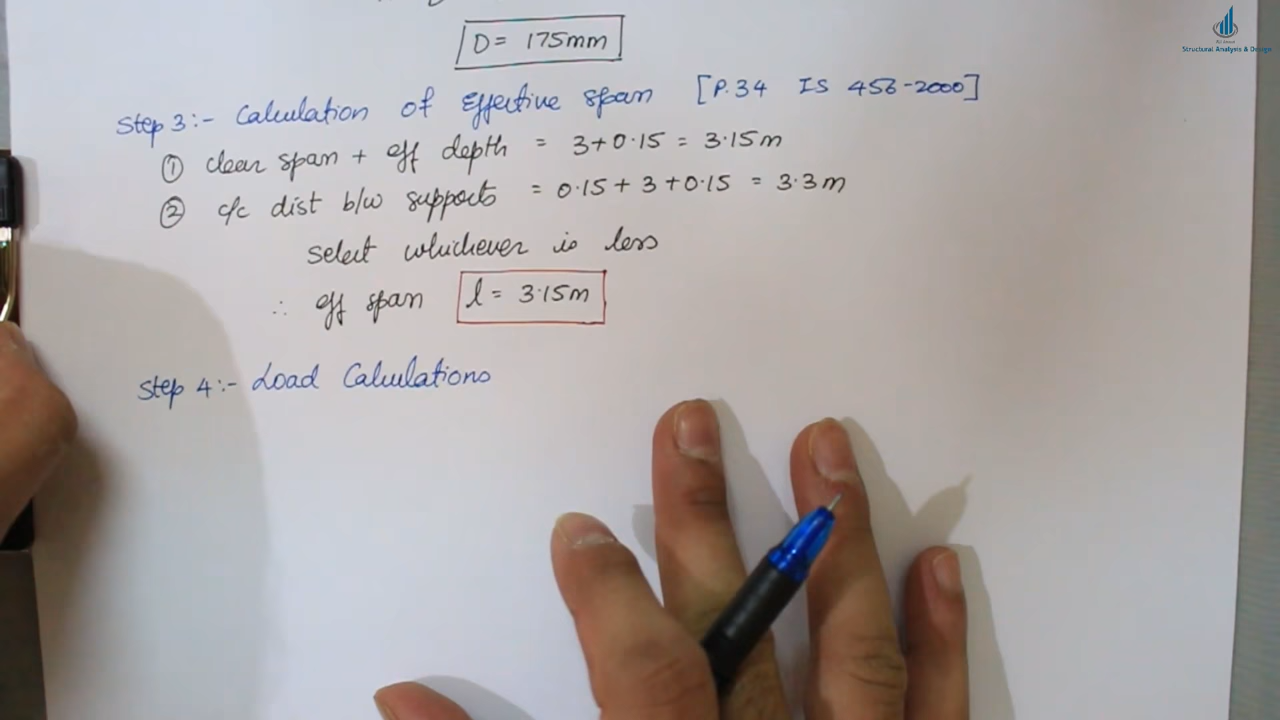 D = 175mm
Step 3:- Calculation of Effective span [P.34 IS 456-2000]
① clear span + eff depth = 3+0.15 = 3.15m
② c/c dist b/w supports = 0.15 + 3 + 0.15 = 3.3m
Select whichever is less
∴ eff span l = 3.15m
Step 4:- Load Calculations
Structural Analysis & Design